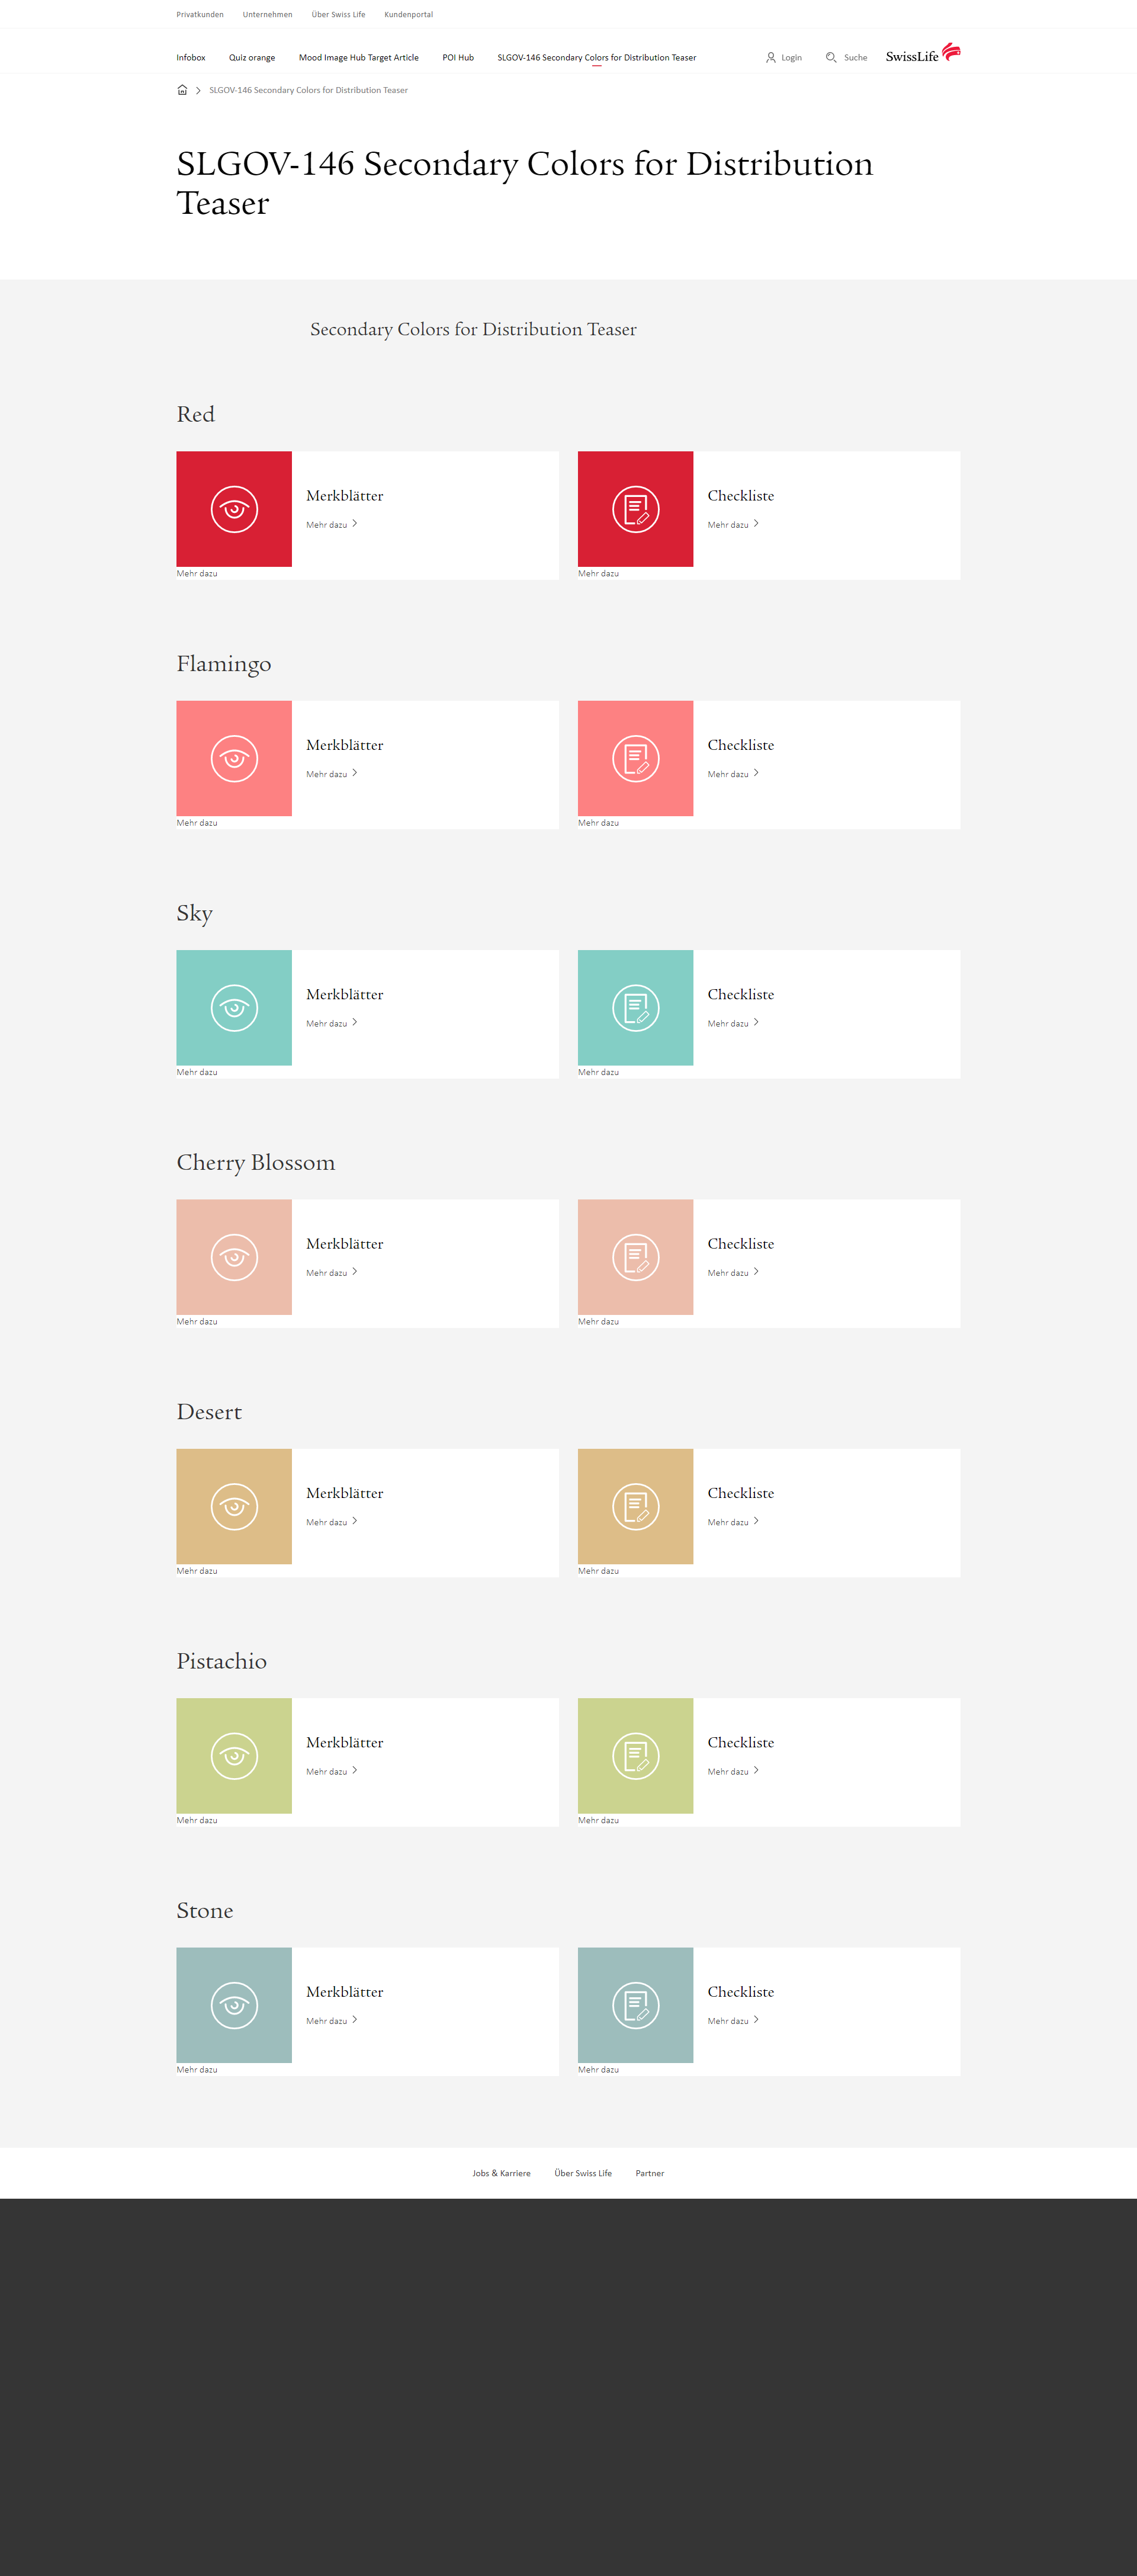 Privatkunden Unternehmen Über Swiss Life Kundenportal
Infobox Quiz orange Mood Image Hub Target Article POI Hub SLGOV-146 Secondary Colors for Distribution Teaser Login Suche SwissLife
SLGOV-146 Secondary Colors for Distribution Teaser
SLGOV-146 Secondary Colors for Distribution
Teaser
Secondary Colors for Distribution Teaser
Red
Merkblätter
Mehr dazu
Mehr dazu
Checkliste
Mehr dazu
Mehr dazu
Flamingo
Merkblätter
Mehr dazu
Mehr dazu
Checkliste
Mehr dazu
Mehr dazu
Sky
Merkblätter
Mehr dazu
Mehr dazu
Checkliste
Mehr dazu
Mehr dazu
Cherry Blossom
Merkblätter
Mehr dazu
Mehr dazu
Checkliste
Mehr dazu
Mehr dazu
Desert
Merkblätter
Mehr dazu
Mehr dazu
Checkliste
Mehr dazu
Mehr dazu
Pistachio
Merkblätter
Mehr dazu
Mehr dazu
Checkliste
Mehr dazu
Mehr dazu
Stone
Merkblätter
Mehr dazu
Mehr dazu
Checkliste
Mehr dazu
Mehr dazu
Jobs & Karriere Über Swiss Life Partner